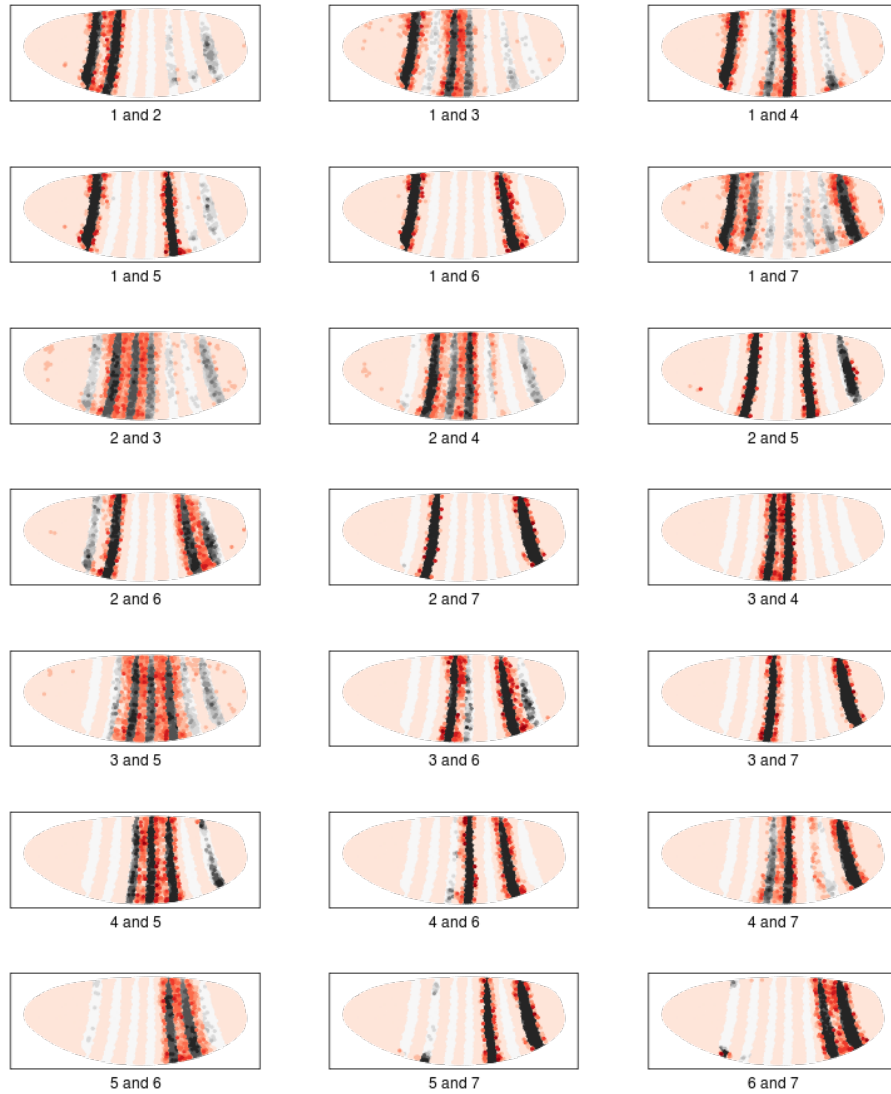 1 and 2
1 and 3
1 and 4
1 and 5
1 and 6
1 and 7
2 and 3
2 and 4
2 and 5
2 and 6
2 and 7
3 and 4
3 and 5
3 and 6
3 and 7
4 and 5
4 and 6
4 and 7
5 and 6
5 and 7
6 and 7